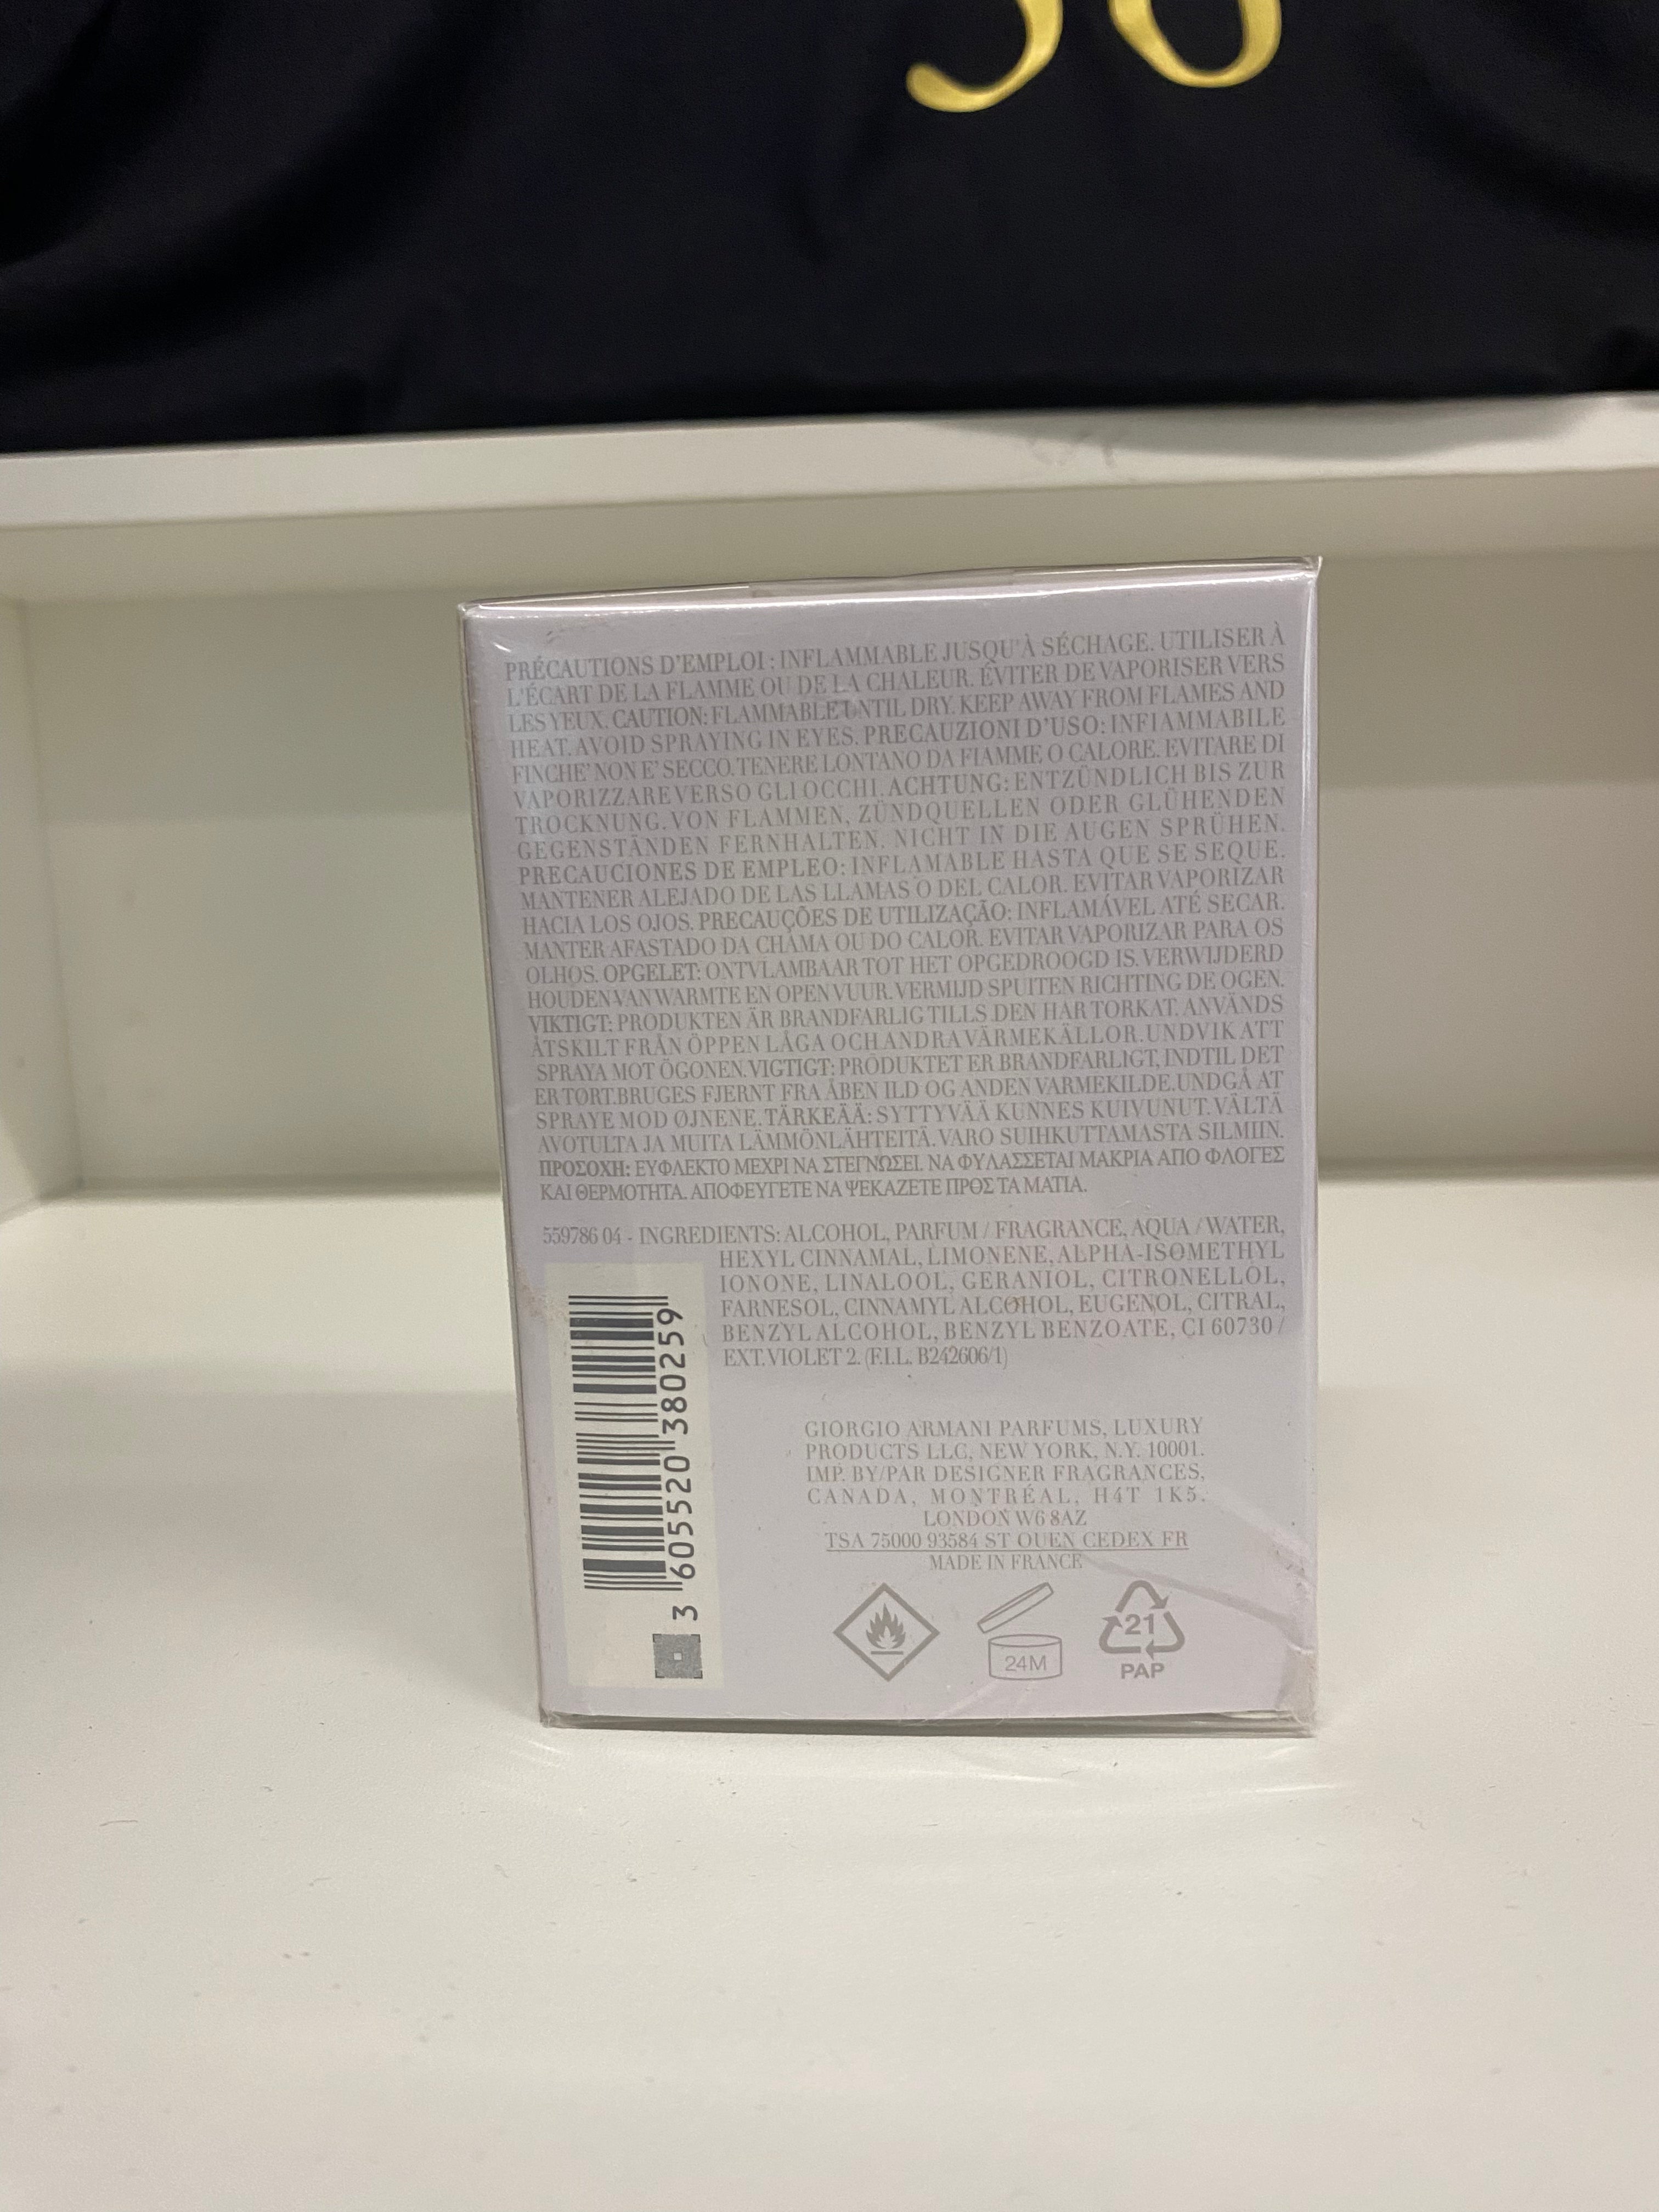 PRÉCAUTIONS D'EMPLOI : INFLAMMABLE JUSQU'À SÉCHAGE. UTILISER À
L'ÉCART DE LA FLAMME OU DE LA CHALEUR. ÉVITER DE VAPORISER VERS
LES YEUX. CAUTION: FLAMMABLE UNTIL DRY. KEEP AWAY FROM FLAMES AND
HEAT. AVOID SPRAYING IN EYES. PRECAUZIONI D'USO: INFIAMMABILE
FINCHE' NON E' SECCO. TENERE LONTANO DA FIAMME O CALORE. EVITARE DI
VAPORIZZARE VERSO GLI OCCHI. ACHTUNG: ENTZÜNDLICH BIS ZUR
TROCKNUNG. VON FLAMMEN, ZÜNDQUELLEN ODER GLÜHENDEN
GEGENSTÄNDEN FERNHALTEN. NICHT IN DIE AUGEN SPRÜHEN.
PRECAUCIONES DE EMPLEO: INFLAMABLE HASTA QUE SE SEQUE.
MANTENER ALEJADO DE LAS LLAMAS O DEL CALOR. EVITAR VAPORIZAR
HACIA LOS OJOS. PRECAUÇÕES DE UTILIZAÇÃO: INFLAMÁVEL ATÉ SECAR.
MANTER AFASTADO DA CHAMA OU DO CALOR. EVITAR VAPORIZAR PARA OS
OLHOS. OPGELET: ONTVLAMBAAR TOT HET OPGEDROOGD IS. VERWIJDERD
HOUDEN VAN WARMTE EN OPEN VUUR. VERMIJD SPUITEN RICHTING DE OGEN.
VIKTIGT: PRODUKTEN ÄR BRANDFARLIG TILLS DEN HAR TORKAT. ANVÄNDS
ÅTSKILT FRÅN ÖPPEN LÅGA OCH ANDRA VÄRMEKÄLLOR. UNDVIK ATT
SPRAYA MOT ÖGONEN. VIGTIGT: PRODUKTET ER BRANDFARLIGT, INDTIL DET
ER TØRT. BRUGES FJERNT FRA ÅBEN ILD OG ANDEN VARMEKILDE. UNDGÅ AT
SPRAYE MOD ØJNENE. TÄRKEÄÄ: SYTTYVÄÄ KUNNES KUIVUNUT. VÄLTÄ
AVOTULTA JA MUITA LÄMMÖNLÄHTEITÄ. VARO SUIHKUTTAMASTA SILMIIN.
ΠΡΟΣΟΧΗ: ΕΥΦΛΕΚΤΟ ΜΕΧΡΙ ΝΑ ΣΤΕΓΝΩΣΕΙ. ΝΑ ΦΥΛΑΣΣΕΤΑΙ ΜΑΚΡΙΑ ΑΠΟ ΦΛΟΓΕΣ
ΚΑΙ ΘΕΡΜΟΤΗΤΑ. ΑΠΟΦΕΥΓΕΤΕ ΝΑ ΨΕΚΑΖΕΤΕ ΠΡΟΣ ΤΑ ΜΑΤΙΑ.
559786 04 - INGREDIENTS: ALCOHOL, PARFUM / FRAGRANCE, AQUA / WATER,
HEXYL CINNAMAL, LIMONENE, ALPHA-ISOMETHYL
IONONE, LINALOOL, GERANIOL, CITRONELLOL,
FARNESOL, CINNAMYL ALCOHOL, EUGENOL, CITRAL,
BENZYL ALCOHOL, BENZYL BENZOATE, CI 60730 /
EXT. VIOLET 2. (F.I.L. B242606/1)
3 605520 380259
GIORGIO ARMANI PARFUMS, LUXURY
PRODUCTS LLC, NEW YORK, N.Y. 10001.
IMP. BY/PAR DESIGNER FRAGRANCES,
CANADA, MONTRÉAL, H4T 1K5.
LONDON W6 8AZ
TSA 75000 93584 ST OUEN CEDEX FR
MADE IN FRANCE
24M
21
PAP